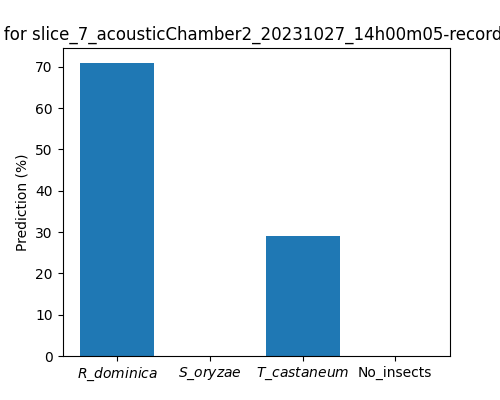 for slice_7_acousticChamber2_20231027_14h00m05-record
70
60
50
40
30
20
10
0
Prediction (%)
R_dominica S_oryzae T_castaneum No_insects